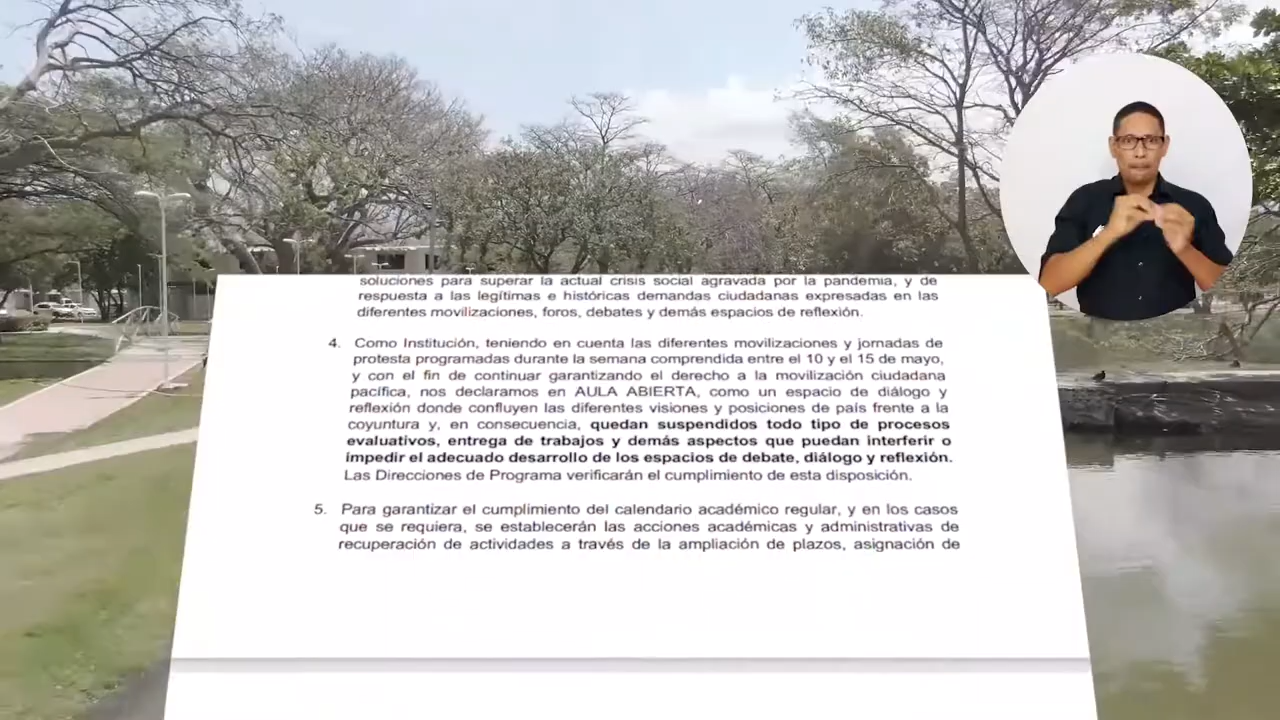 soluciones para superar la actual crisis social agravada por la pandemia, y de
respuesta a las legítimas e históricas demandas ciudadanas expresadas en las
diferentes movilizaciones, foros, debates y demás espacios de reflexión.
4. Como Institución, teniendo en cuenta las diferentes movilizaciones y jornadas de
protesta programadas durante la semana comprendida entre el 10 y el 15 de mayo,
y con el fin de continuar garantizando el derecho a la movilización ciudadana
pacífica, nos declaramos en AULA ABIERTA, como un espacio de diálogo y
reflexión donde confluyen las diferentes visiones y posiciones de país frente a la
coyuntura y, en consecuencia, quedan suspendidos todo tipo de procesos
evaluativos, entrega de trabajos y demás aspectos que puedan interferir o
impedir el adecuado desarrollo de los espacios de debate, diálogo y reflexión.
Las Direcciones de Programa verificarán el cumplimiento de esta disposición.
5. Para garantizar el cumplimiento del calendario académico regular, y en los casos
que se requiera, se establecerán las acciones académicas y administrativas de
recuperación de actividades a través de la ampliación de plazos, asignación de